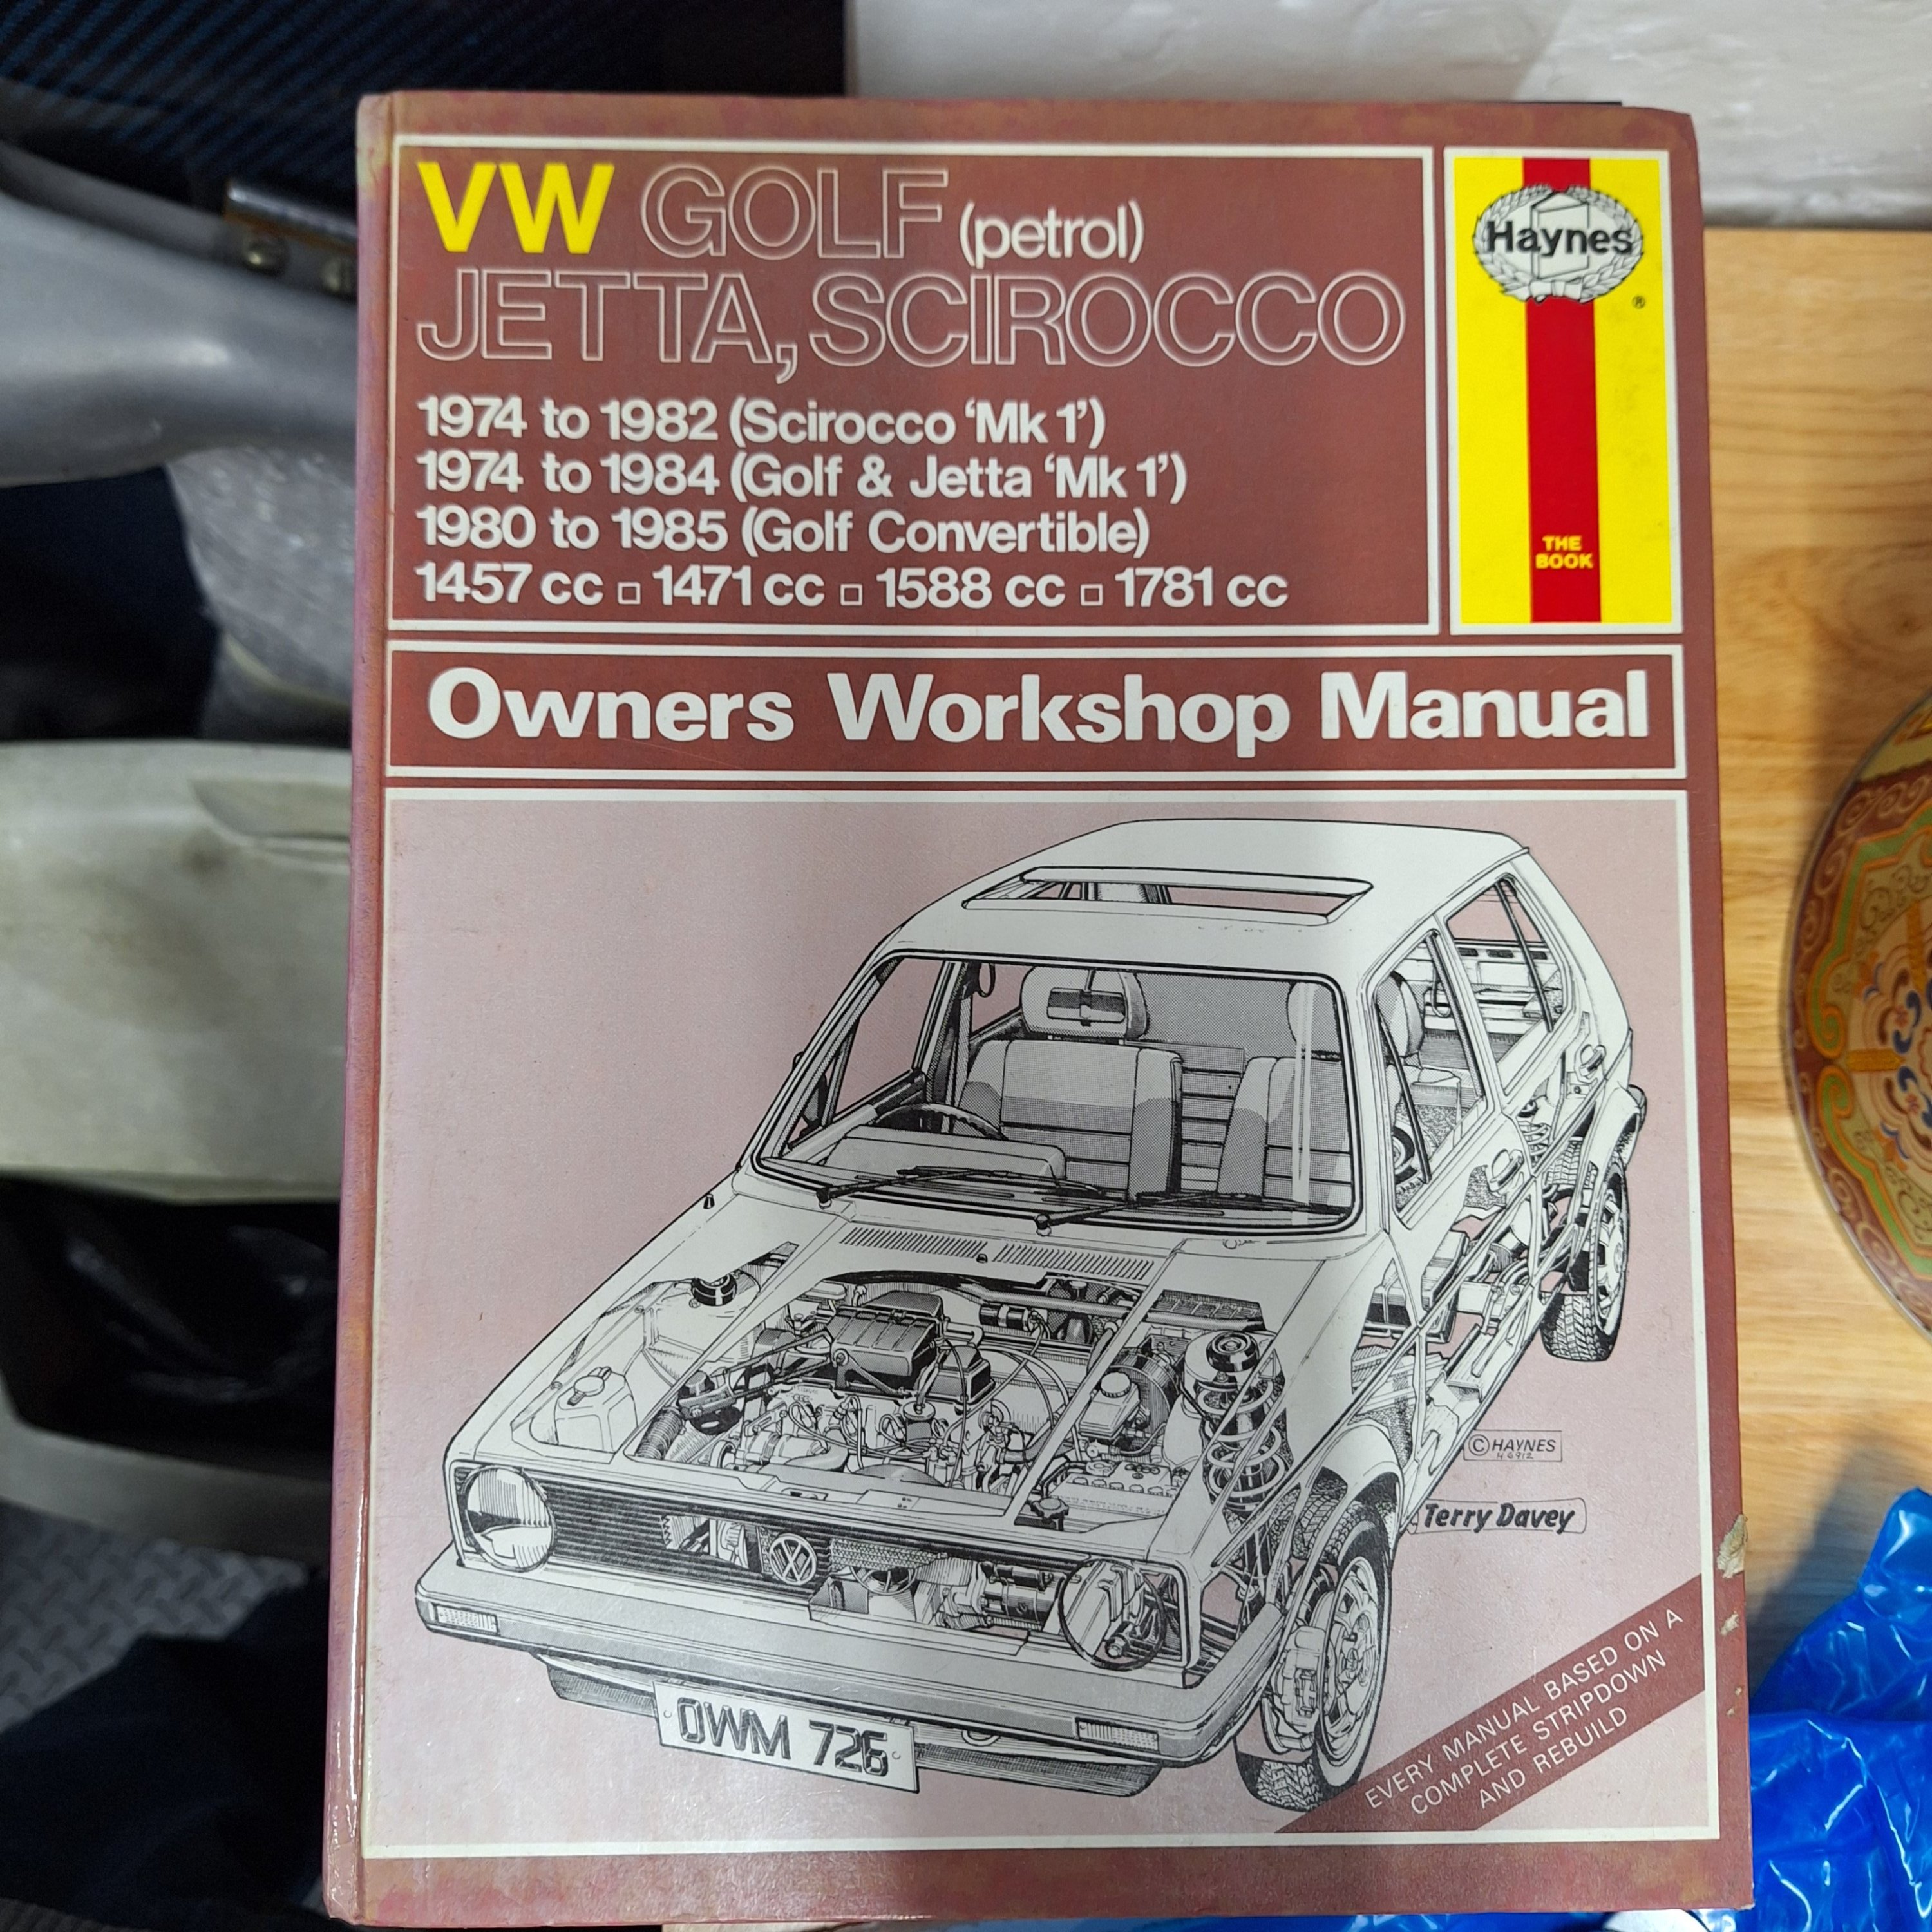 VW GOLF (petrol)
JETTA, SCIROCCO
1974 to 1982 (Scirocco ‘Mk 1’)
1974 to 1984 (Golf & Jetta ‘Mk 1’)
1980 to 1985 (Golf Convertible)
1457 cc □ 1471 cc □ 1588 cc □ 1781 cc
Haynes
®
THE
BOOK
Owners Workshop Manual
© HAYNES
Terry Davey
OWM 726
EVERY MANUAL BASED ON A
COMPLETE STRIPDOWN
AND REBUILD